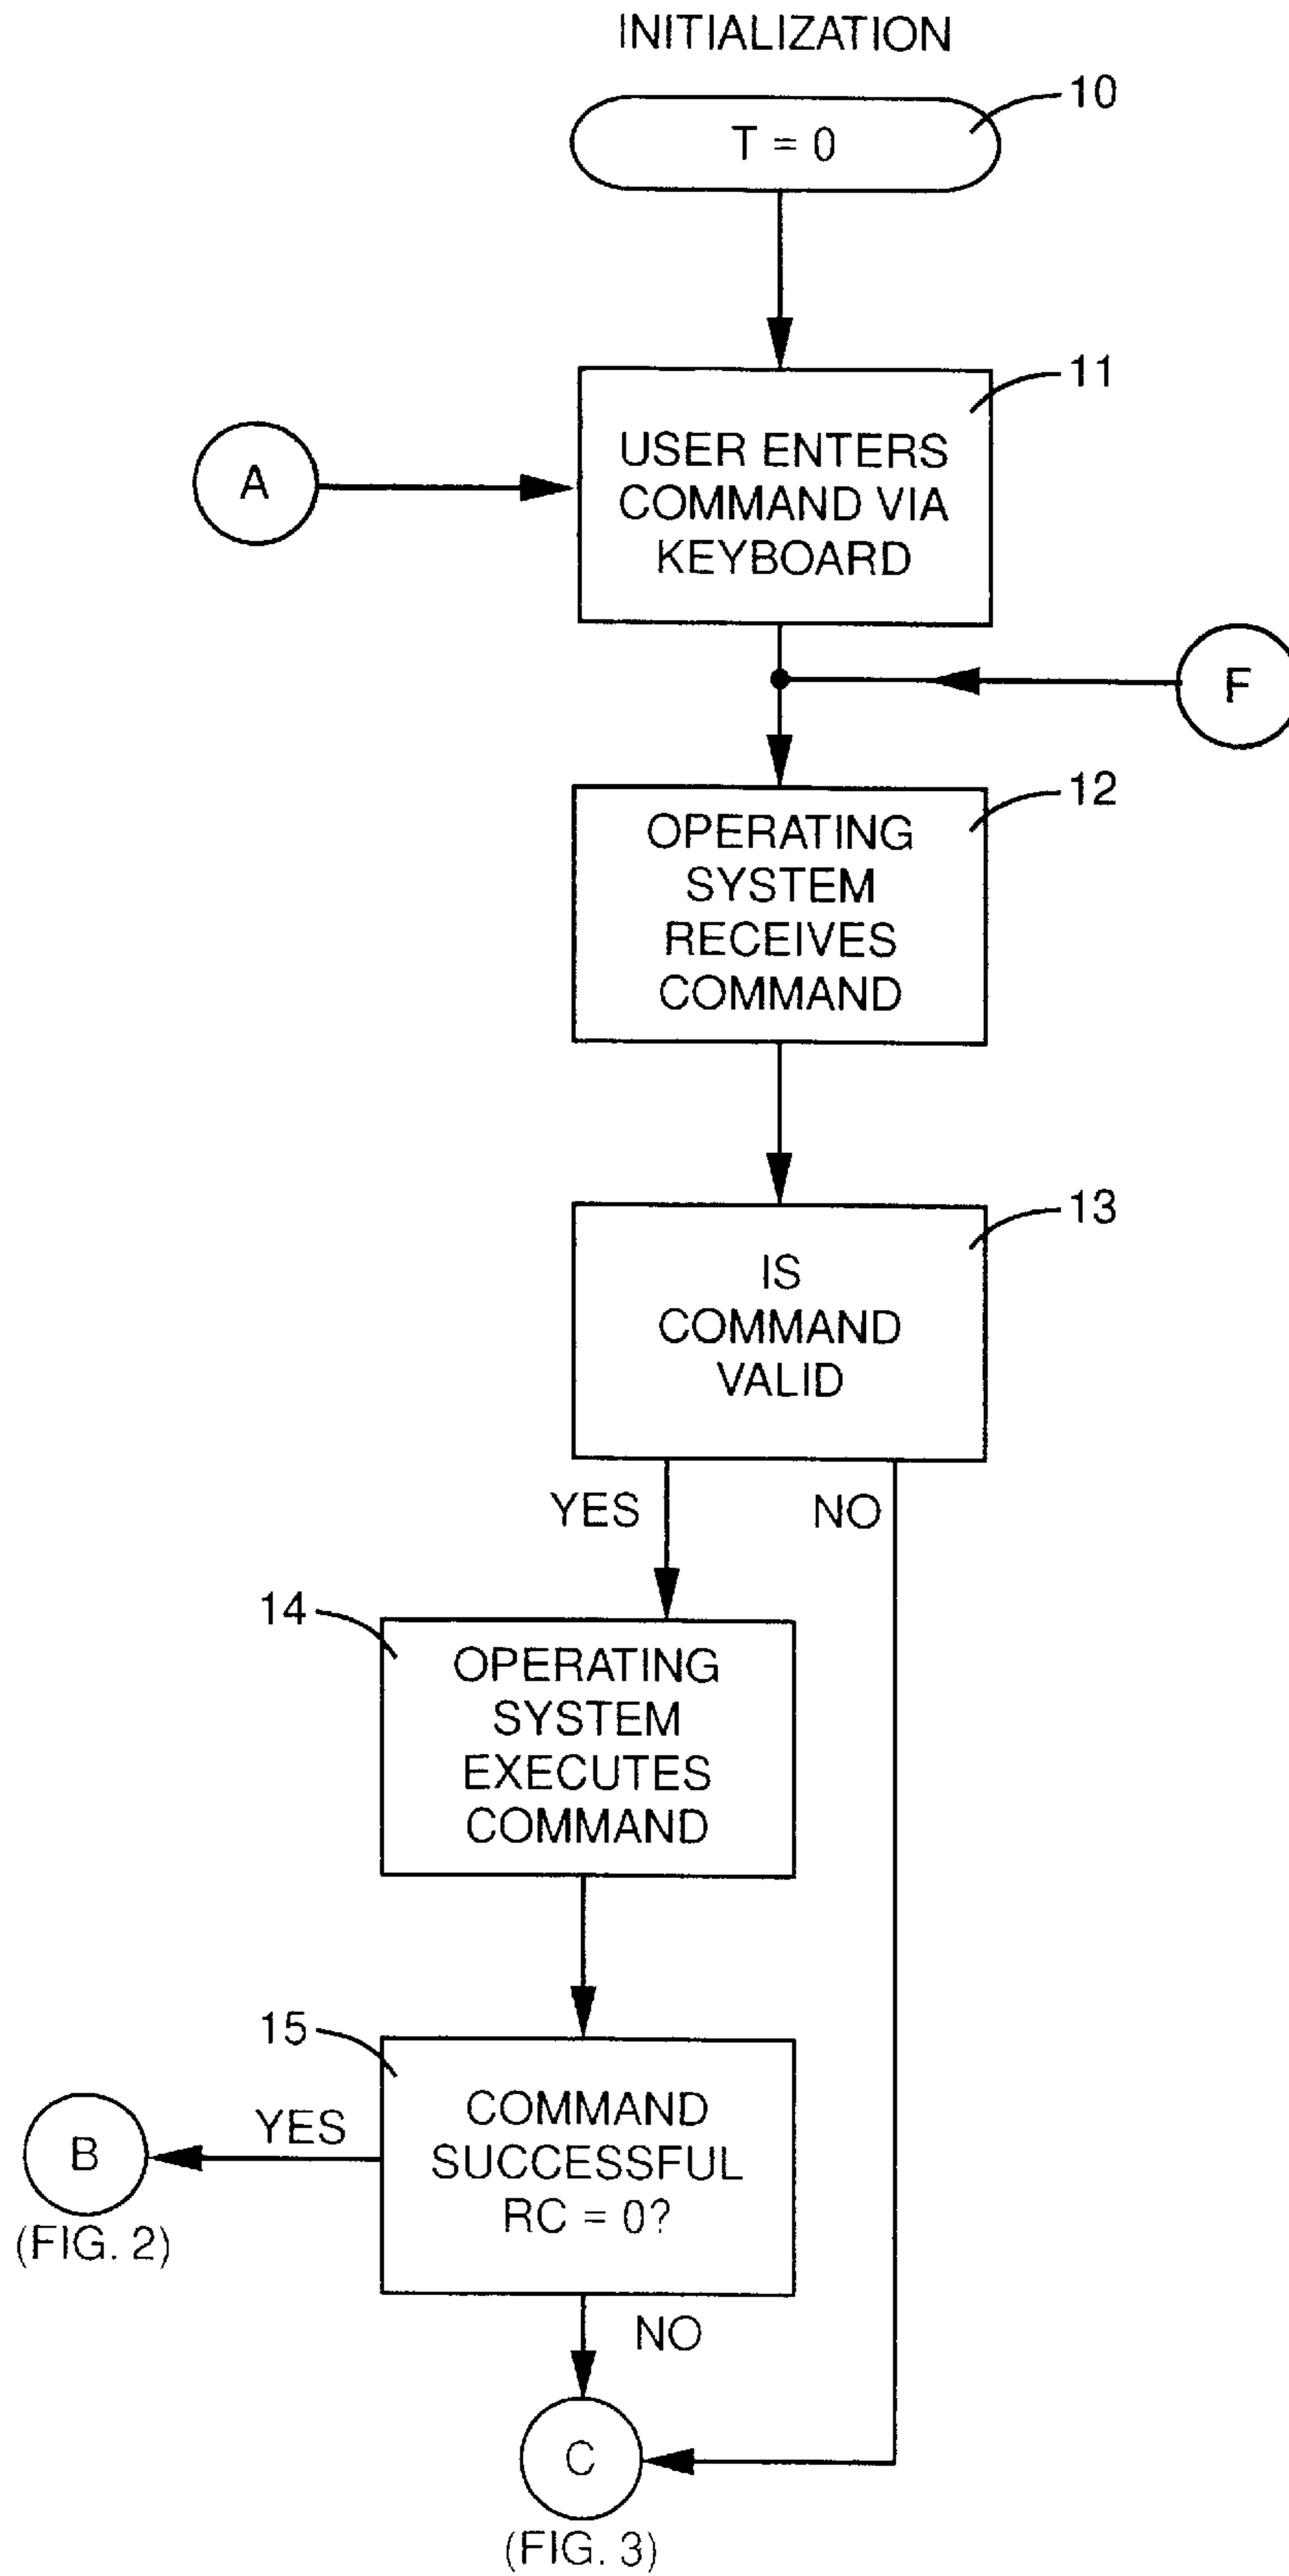 INITIALIZATION
10
T = 0
11
USER ENTERS
COMMAND VIA
KEYBOARD
A
F
12
OPERATING
SYSTEM
RECEIVES
COMMAND
13
IS
COMMAND
VALID
YES
NO
14
OPERATING
SYSTEM
EXECUTES
COMMAND
15
COMMAND
SUCCESSFUL
RC = 0?
YES
B
(FIG. 2)
NO
C
(FIG. 3)